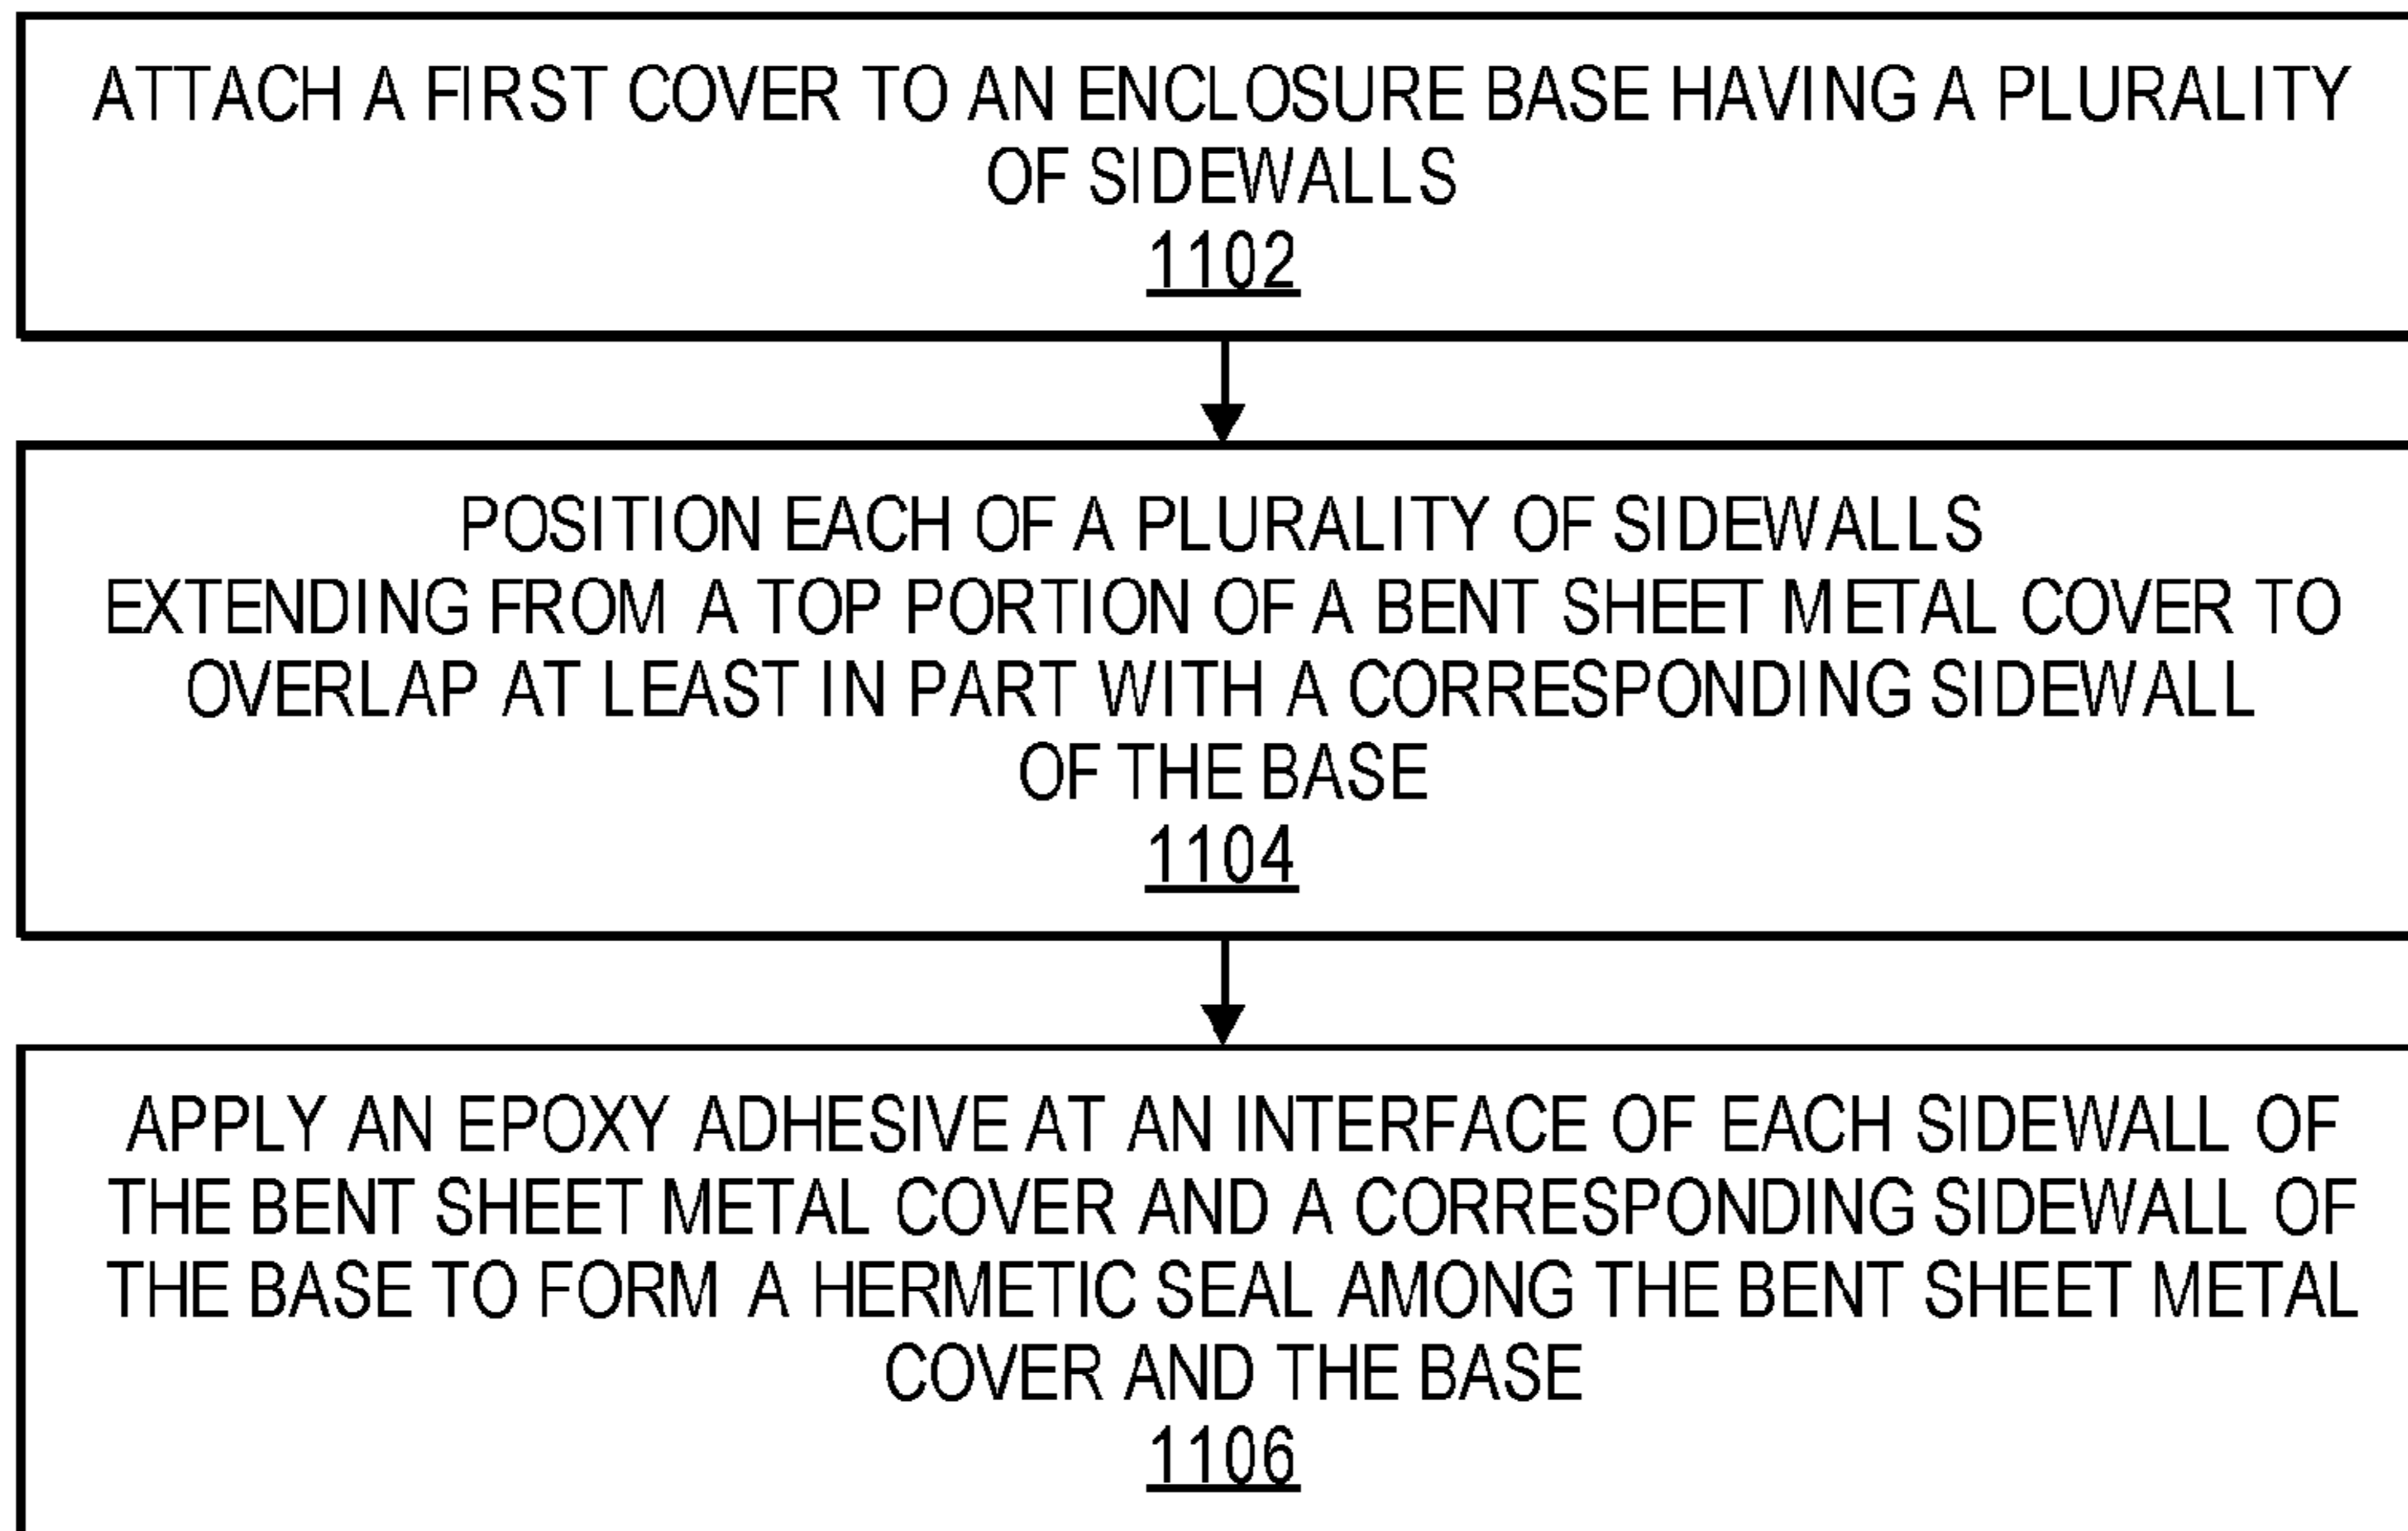 ATTACH A FIRST COVER TO AN ENCLOSURE BASE HAVING A PLURALITY
OF SIDEWALLS
1102
POSITION EACH OF A PLURALITY OF SIDEWALLS
EXTENDING FROM A TOP PORTION OF A BENT SHEET METAL COVER TO
OVERLAP AT LEAST IN PART WITH A CORRESPONDING SIDEWALL
OF THE BASE
1104
APPLY AN EPOXY ADHESIVE AT AN INTERFACE OF EACH SIDEWALL OF
THE BENT SHEET METAL COVER AND A CORRESPONDING SIDEWALL OF
THE BASE TO FORM A HERMETIC SEAL AMONG THE BENT SHEET METAL
COVER AND THE BASE
1106